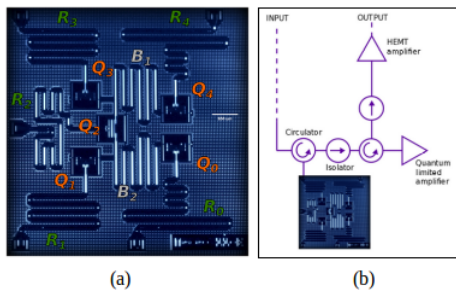 R3
R4
Q3
B1
Q4
R2
Q2
Q1
Q0
B2
R1
R0
(a)
INPUT
OUTPUT
HEMT
amplifier
Circulator
Isolator
Quantum
limited
amplifier
(b)